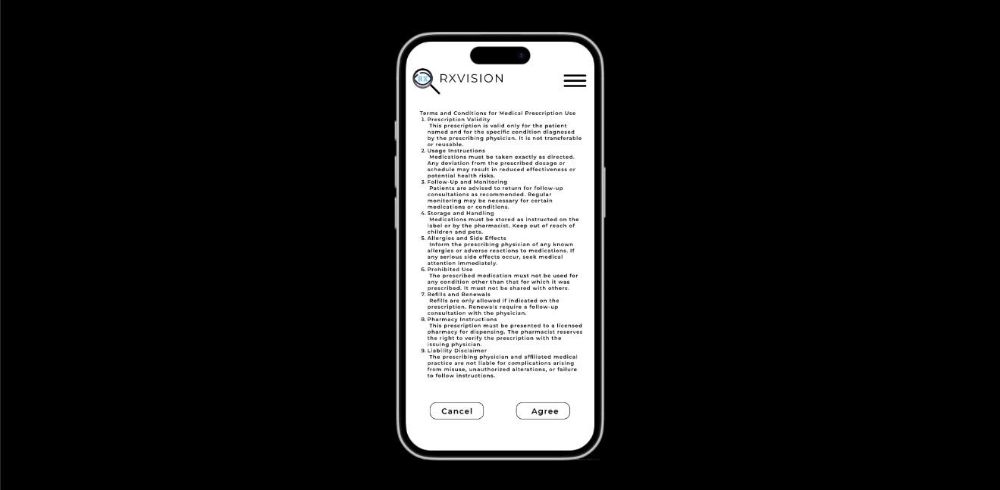 RX RXVISION
Terms and Conditions for Medical Prescription Use
1. Prescription Validity
This prescription is valid only for the patient
named and for the specific condition diagnosed
by the prescribing physician. It is not transferable
or reusable.
2. Usage Instructions
Medications must be taken exactly as directed.
Any deviation from the prescribed dosage or
schedule may result in reduced effectiveness or
potential health risks.
3. Follow-Up and Monitoring
Patients are advised to return for follow-up
consultations as recommended. Regular
monitoring may be necessary for certain
medications or conditions.
4. Storage and Handling
Medications must be stored as instructed on the
label or by the pharmacist. Keep out of reach of
children and pets.
5. Allergies and Side Effects
Inform the prescribing physician of any known
allergies or adverse reactions to medications. If
any serious side effects occur, seek medical
attention immediately.
6. Prohibited Use
The prescribed medication must not be used for
any condition other than that for which it was
prescribed. It must not be shared with others.
7. Refills and Renewals
Refills are only allowed if indicated on the
prescription. Renewals require a follow-up
consultation with the physician.
8. Pharmacy Instructions
This prescription must be presented to a licensed
pharmacy for dispensing. The pharmacist reserves
the right to verify the prescription with the
issuing physician.
9. Liability Disclaimer
The prescribing physician and affiliated medical
practice are not liable for complications arising
from misuse, unauthorized alterations, or failure
to follow instructions.
Cancel Agree